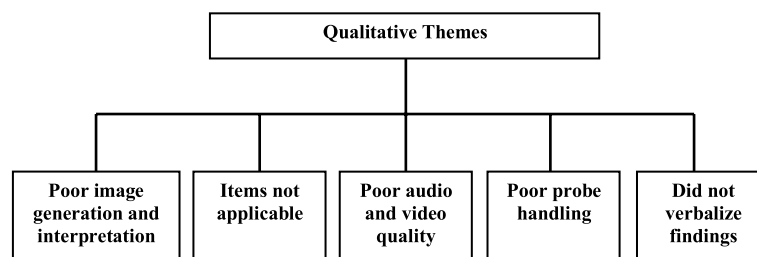 Qualitative Themes
Poor image
generation and
interpretation
Items not
applicable
Poor audio
and video
quality
Poor probe
handling
Did not
verbalize
findings